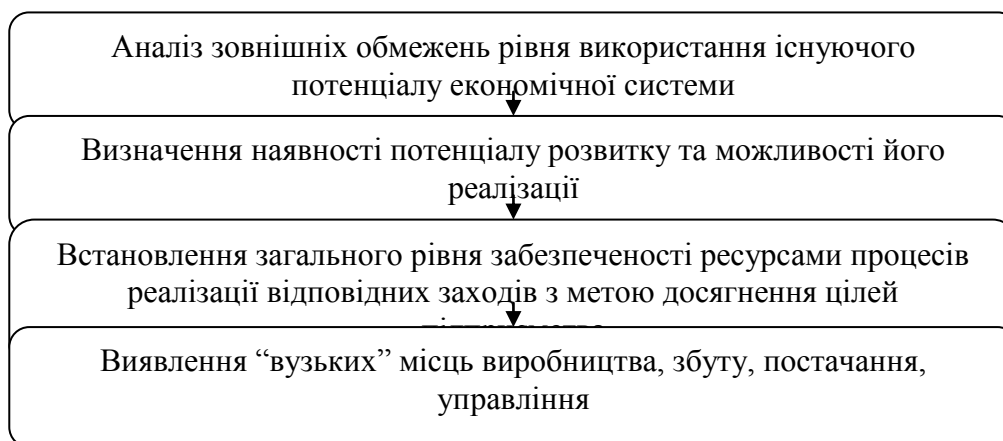 Аналіз зовнішніх обмежень рівня використання існуючого
потенціалу економічної системи
Визначення наявності потенціалу розвитку та можливості його
реалізації
Встановлення загального рівня забезпеченості ресурсами процесів
реалізації відповідних заходів з метою досягнення цілей
Виявлення “вузьких” місць виробництва, збуту, постачання,
управління